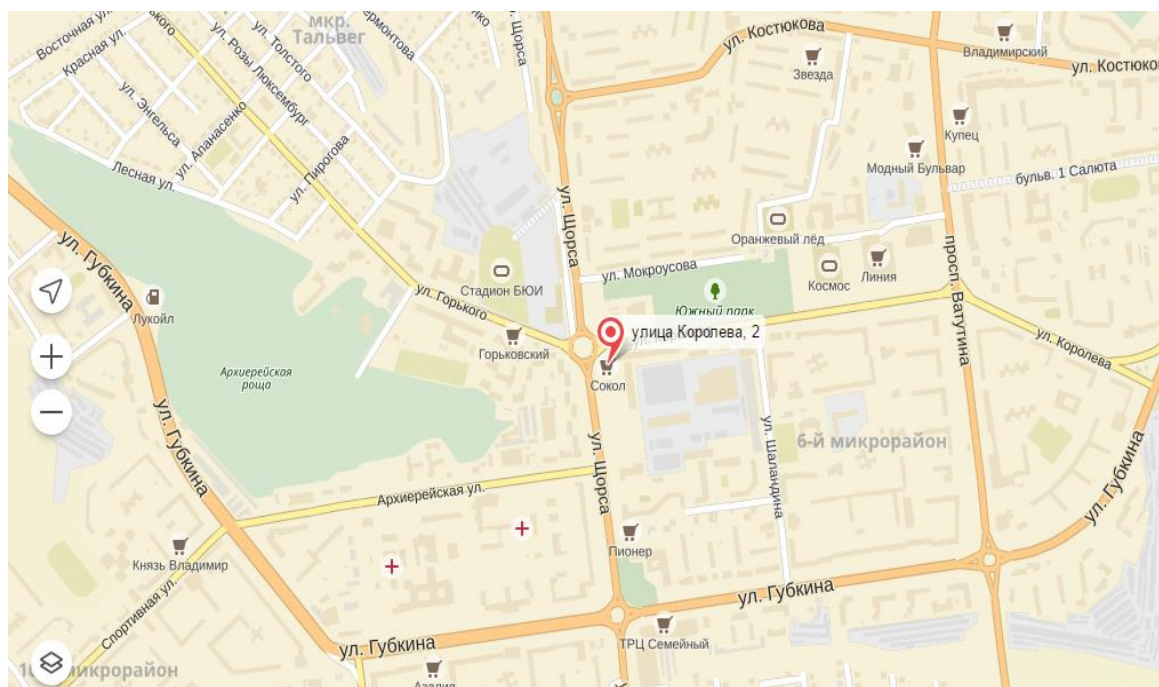 мкр.
Тальвег
Восточная ул.
Красная ул.
ул. Розы Люксембург
ул. Толстого
ул. Щорса
ул. Костюкова
Владимирский
Звезда
ул. Энгельса
ул. Апанасенко
ул. Пирогова
Лесная ул.
Купец
Модный Бульвар
бульв. 1 Салюта
ул. Щорса
Оранжевый лёд
ул. Губкина
ул. Мокроусова
Линия
Космос
просп. Ватутина
Стадион БЮИ
ул. Горького
Южный парк
Лукойл
улица Королева, 2
Горьковский
ул. Королева
Архиерейская
роща
Сокол
ул. Губкина
ул. Щорса
ул. Шаландина
6-й микрорайон
ул. Губкина
Архиерейская ул.
Пионер
Князь Владимир
Спортивная ул.
ул. Губкина
ул. Губкина
ТРЦ Семейный
Азалия